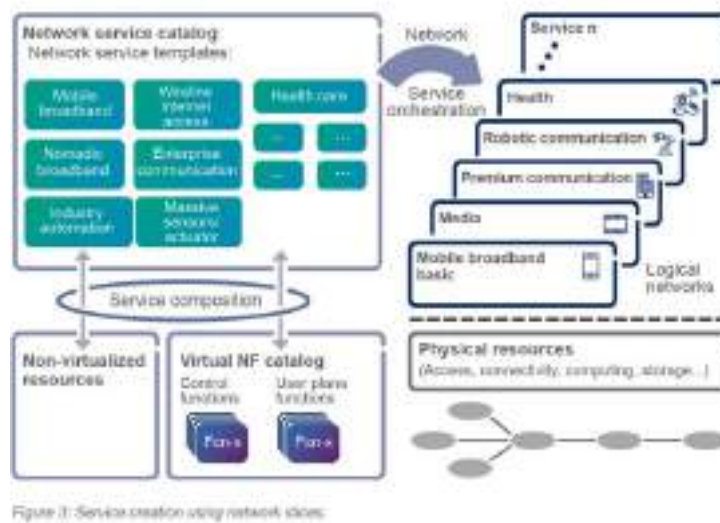 Network service catalog
Network service templates:
Mobile
broadband
Wireline
internet
access
Health care
...
...
Nomadic
broadband
Enterprise
communication
...
...
Industry
automation
Massive
sensors/
actuator
Service composition
Non-virtualized
resources
Virtual NF catalog
Control
functions
User plane
functions
Fcn-x
Fcn-x
Network
Service
orchestration
Service n
Health
Robotic communication
Premium communication
Media
Mobile broadband
basic
Logical
networks
Physical resources
(Access, connectivity, computing, storage...)
Figure 3: Service creation using network slices.